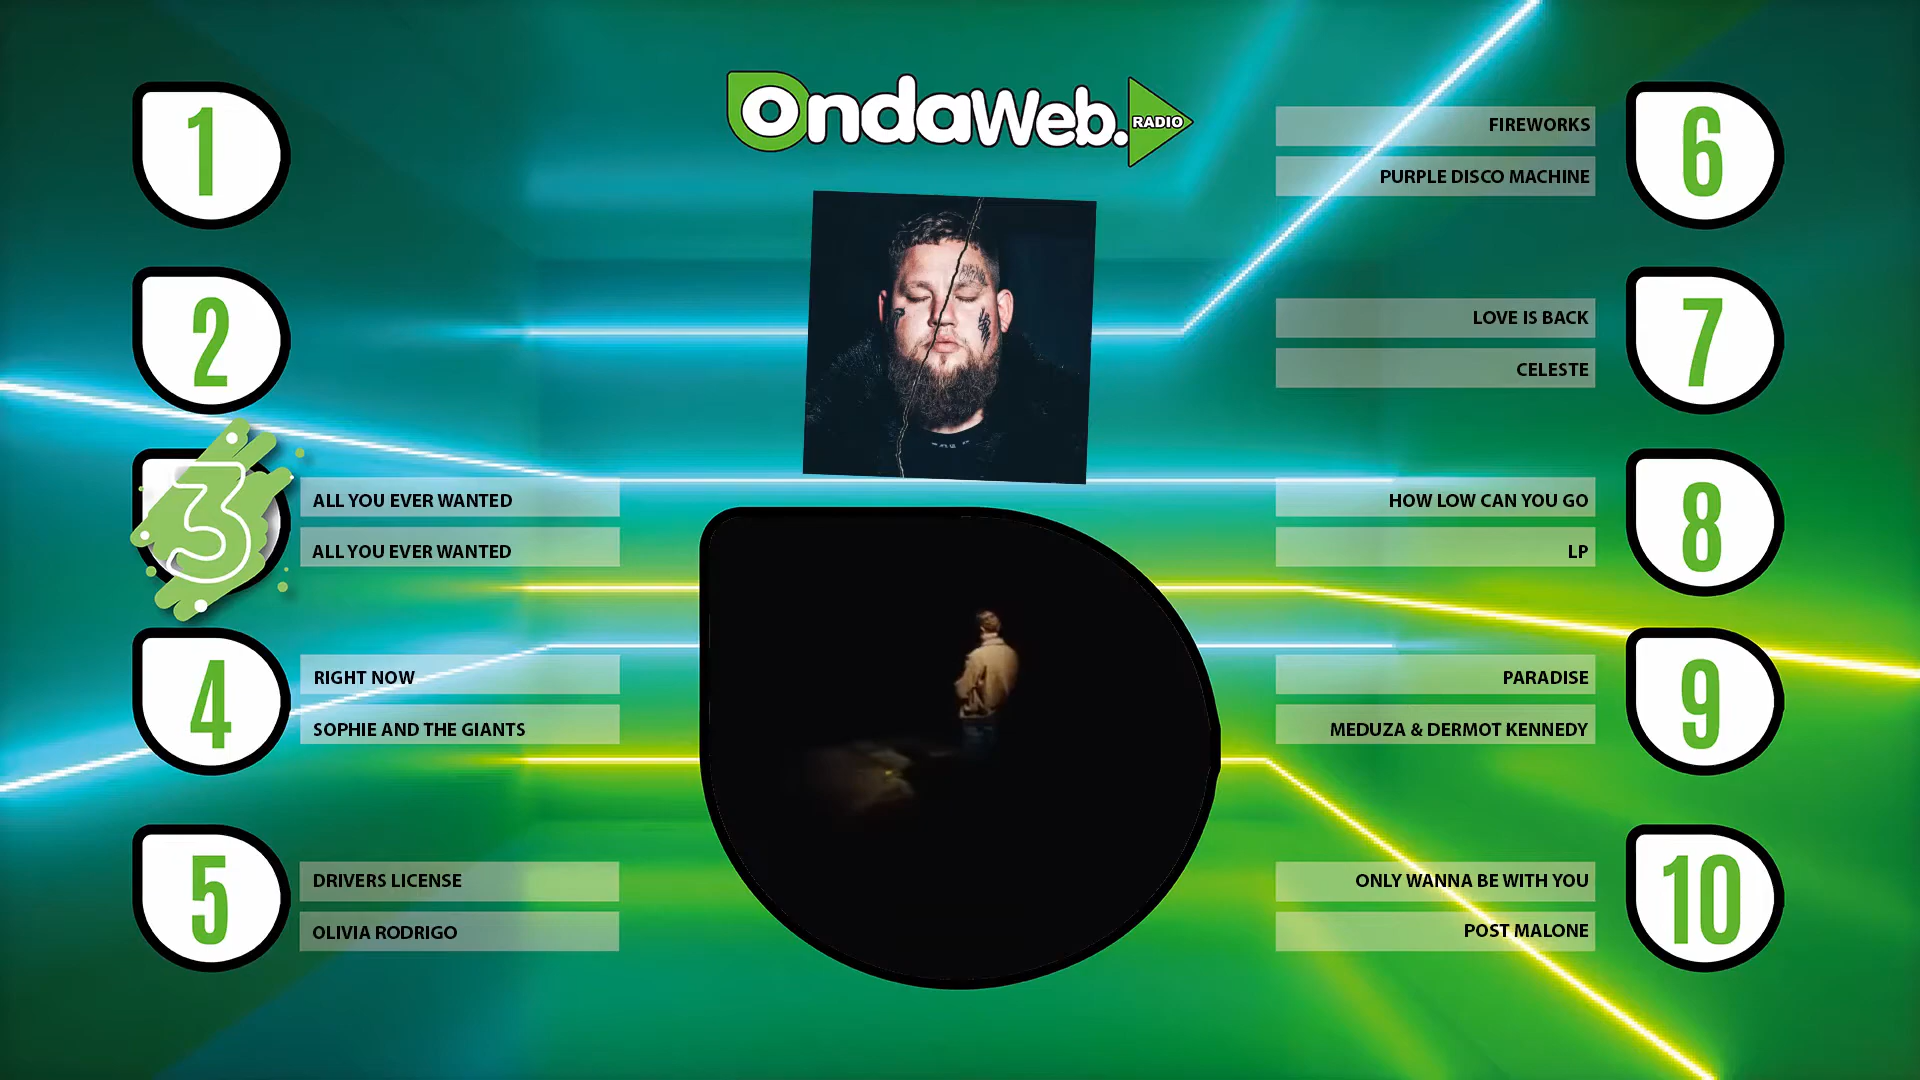 OndaWeb.
RADIO
1
2
3
ALL YOU EVER WANTED
ALL YOU EVER WANTED
4
RIGHT NOW
SOPHIE AND THE GIANTS
5
DRIVERS LICENSE
OLIVIA RODRIGO
FIREWORKS
PURPLE DISCO MACHINE
6
LOVE IS BACK
CELESTE
7
HOW LOW CAN YOU GO
LP
8
PARADISE
MEDUZA & DERMOT KENNEDY
9
ONLY WANNA BE WITH YOU
POST MALONE
10